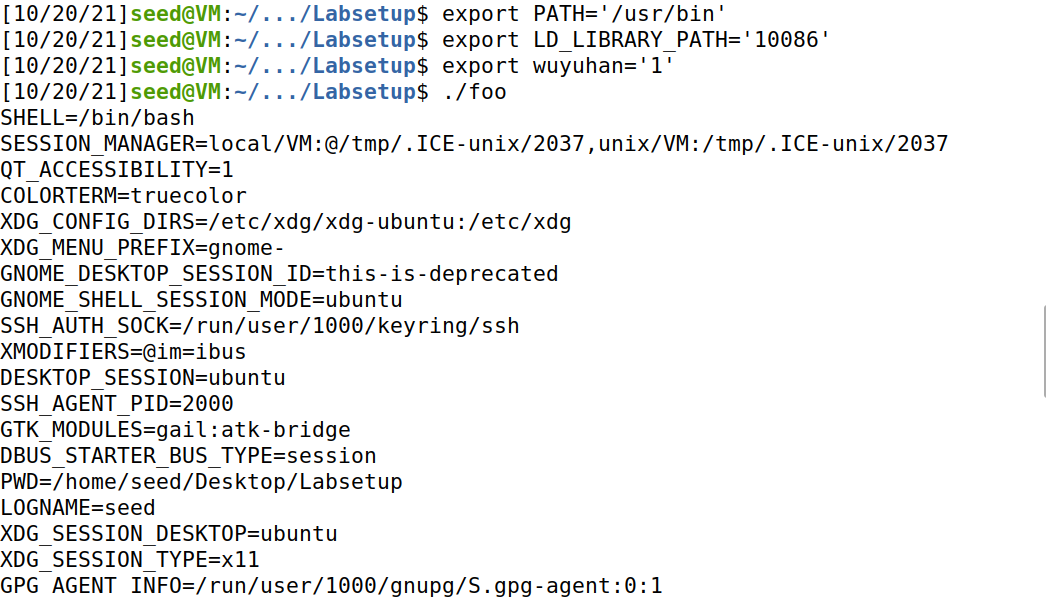 [10/20/21]seed@VM:~/.../Labsetup$ export PATH='/usr/bin'
[10/20/21]seed@VM:~/.../Labsetup$ export LD_LIBRARY_PATH='10086'
[10/20/21]seed@VM:~/.../Labsetup$ export wuyuhan='1'
[10/20/21]seed@VM:~/.../Labsetup$ ./foo
SHELL=/bin/bash
SESSION_MANAGER=local/VM:@/tmp/.ICE-unix/2037,unix/VM:/tmp/.ICE-unix/2037
QT_ACCESSIBILITY=1
COLORTERM=truecolor
XDG_CONFIG_DIRS=/etc/xdg/xdg-ubuntu:/etc/xdg
XDG_MENU_PREFIX=gnome-
GNOME_DESKTOP_SESSION_ID=this-is-deprecated
GNOME_SHELL_SESSION_MODE=ubuntu
SSH_AUTH_SOCK=/run/user/1000/keyring/ssh
XMODIFIERS=@im=ibus
DESKTOP_SESSION=ubuntu
SSH_AGENT_PID=2000
GTK_MODULES=gail:atk-bridge
DBUS_STARTER_BUS_TYPE=session
PWD=/home/seed/Desktop/Labsetup
LOGNAME=seed
XDG_SESSION_DESKTOP=ubuntu
XDG_SESSION_TYPE=x11
GPG AGENT INFO=/run/user/1000/gnupg/S.gpg-agent:0:1